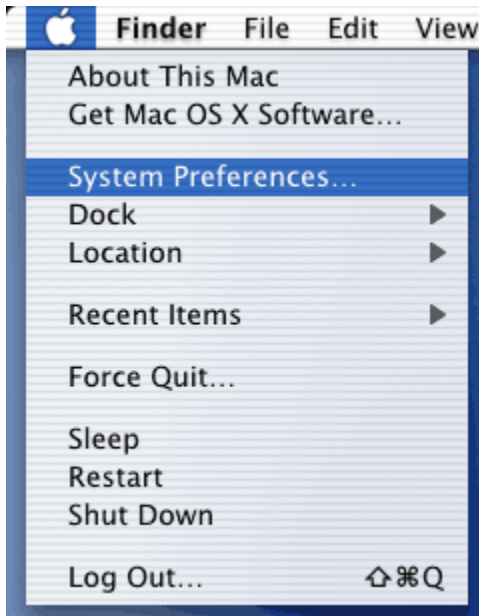 Finder File Edit View
About This Mac
Get Mac OS X Software...
System Preferences...
Dock
Location
Recent Items
Force Quit...
Sleep
Restart
Shut Down
Log Out... ⇧⌘Q